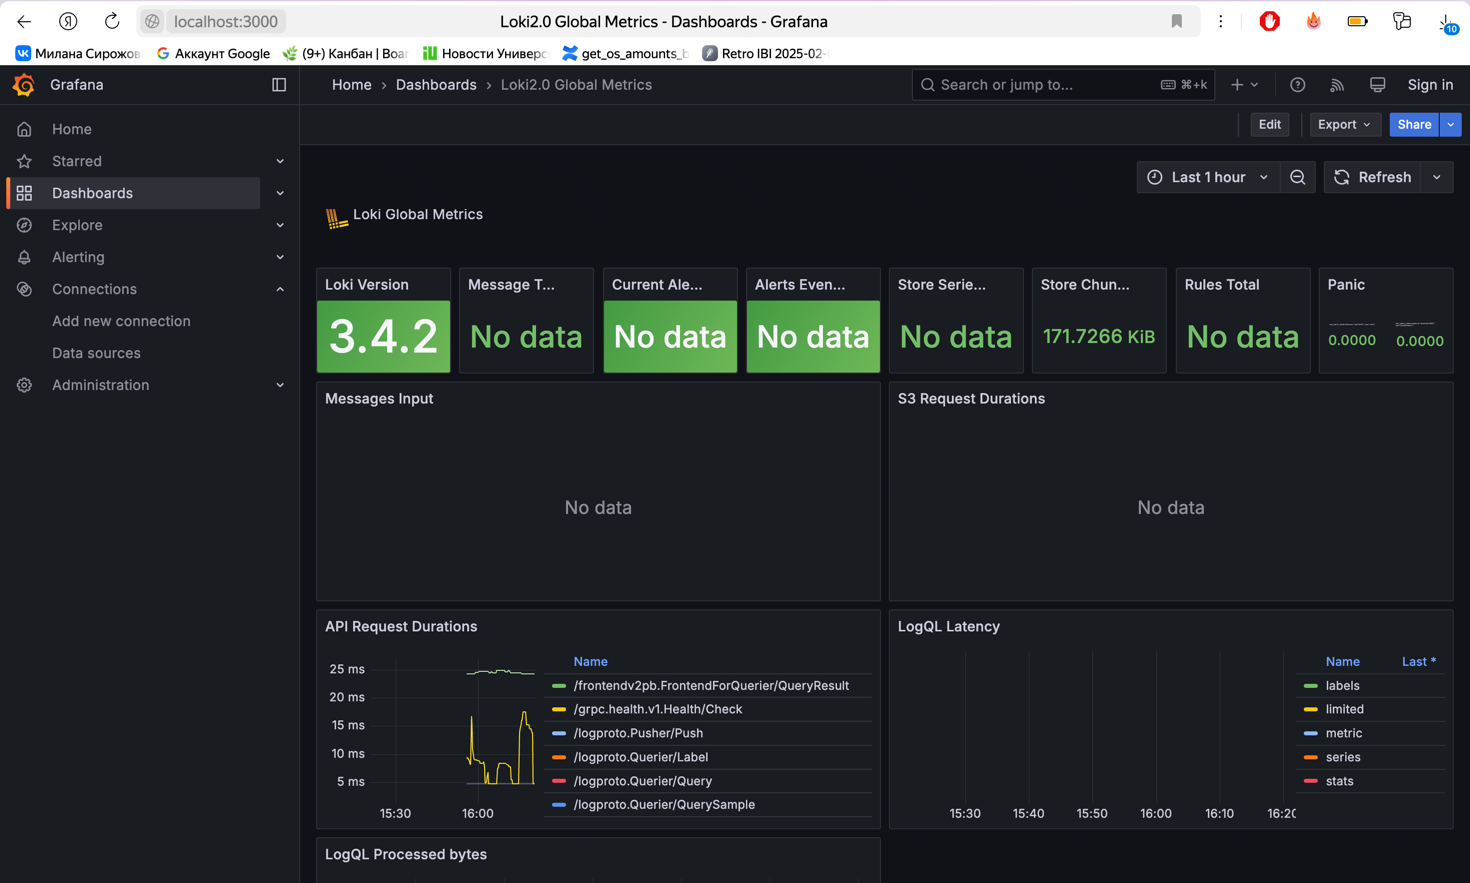 localhost:3000
Loki2.0 Global Metrics - Dashboards - Grafana
10
Милана Сирожов
Аккаунт Google
(9+) Канбан | Boar
Новости Универс
get_os_amounts_b
Retro IBI 2025-02-
Grafana
Home › Dashboards › Loki2.0 Global Metrics
Search or jump to...
⌘+k
Sign in
Home
Starred
Dashboards
Explore
Alerting
Connections
Add new connection
Data sources
Administration
Edit
Export
Share
Last 1 hour
Refresh
Loki Global Metrics
Loki Version
3.4.2
Message T...
No data
Current Ale...
No data
Alerts Even...
No data
Store Serie...
No data
Store Chun...
171.7266 KiB
Rules Total
No data
Panic
0.0000
0.0000
Messages Input
No data
S3 Request Durations
No data
API Request Durations
25 ms
20 ms
15 ms
10 ms
5 ms
15:30
16:00
Name
/frontendv2pb.FrontendForQuerier/QueryResult
/grpc.health.v1.Health/Check
/logproto.Pusher/Push
/logproto.Querier/Label
/logproto.Querier/Query
/logproto.Querier/QuerySample
LogQL Latency
15:30
15:40
15:50
16:00
16:10
16:20
Name
Last *
labels
limited
metric
series
stats
LogQL Processed bytes